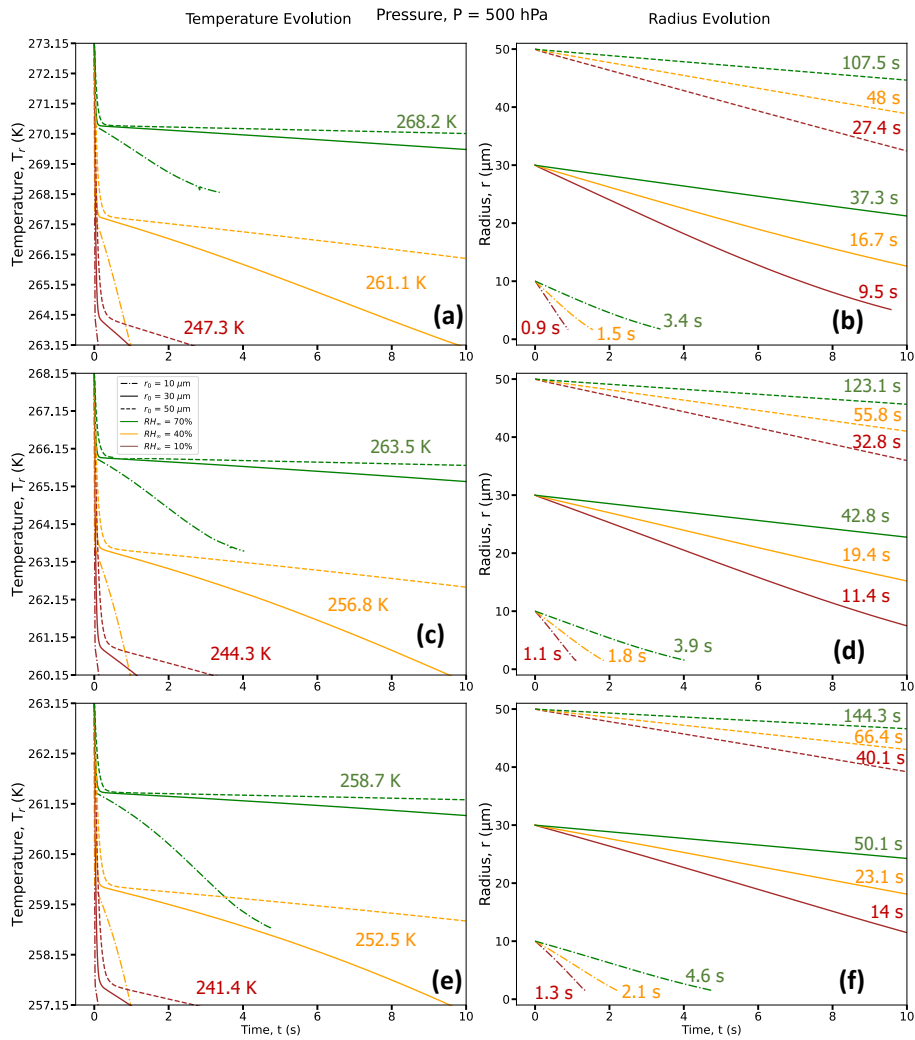 Temperature Evolution
Pressure, P = 500 hPa
Radius Evolution
Temperature, Tᵣ (K)
273.15
272.15
271.15
270.15
269.15
268.15
267.15
266.15
265.15
264.15
263.15
268.2 K
261.1 K
247.3 K
(a)
0
2
4
6
8
10
Radius, r (μm)
50
40
30
20
10
0
107.5 s
48 s
27.4 s
37.3 s
16.7 s
9.5 s
3.4 s
1.5 s
0.9 s
(b)
0
2
4
6
8
10
Temperature, Tᵣ (K)
268.15
267.15
266.15
265.15
264.15
263.15
262.15
261.15
260.15
r₀ = 10 μm
r₀ = 30 μm
r₀ = 50 μm
RH∞ = 70%
RH∞ = 40%
RH∞ = 10%
263.5 K
256.8 K
244.3 K
(c)
0
2
4
6
8
10
Radius, r (μm)
50
40
30
20
10
0
123.1 s
55.8 s
32.8 s
42.8 s
19.4 s
11.4 s
3.9 s
1.8 s
1.1 s
(d)
0
2
4
6
8
10
Temperature, Tᵣ (K)
263.15
262.15
261.15
260.15
259.15
258.15
257.15
258.7 K
252.5 K
241.4 K
(e)
0
2
4
6
8
10
Time, t (s)
Radius, r (μm)
50
40
30
20
10
0
144.3 s
66.4 s
40.1 s
50.1 s
23.1 s
14 s
4.6 s
2.1 s
1.3 s
(f)
0
2
4
6
8
10
Time, t (s)